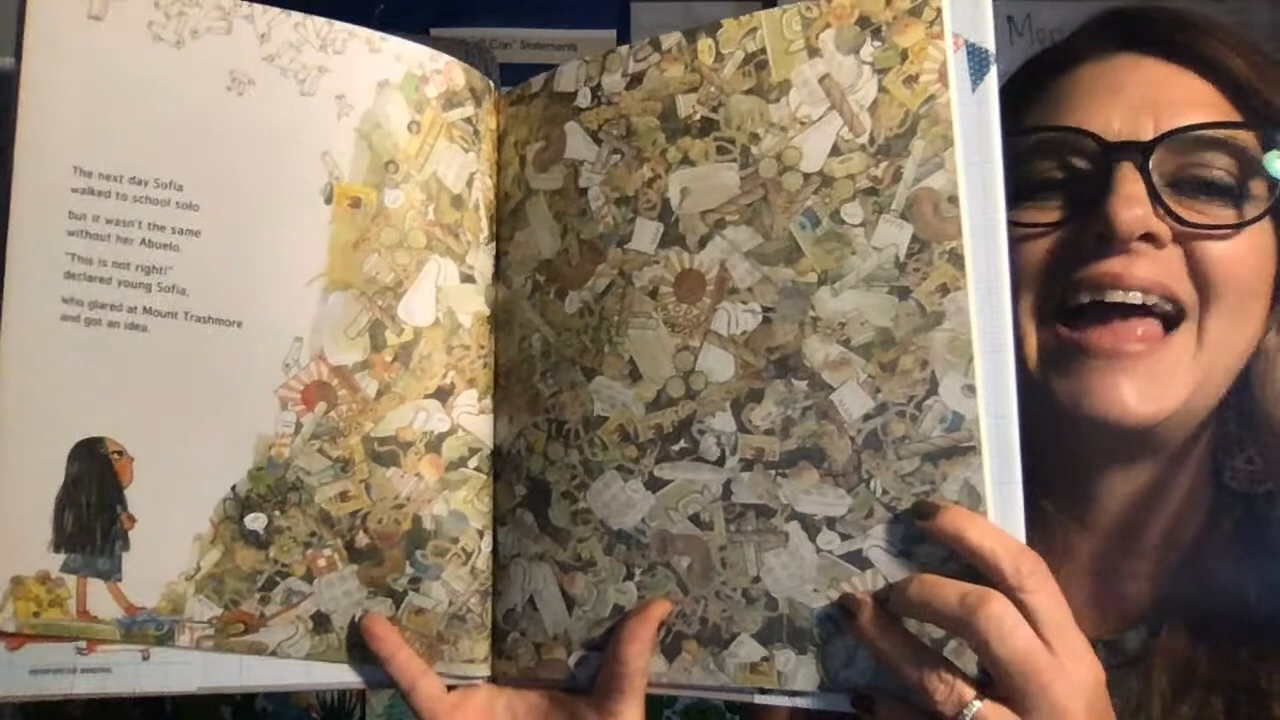 Can" Statements
The next day Sofia
walked to school solo
but it wasn't the same
without her Abuelo.
"This is not right!"
declared young Sofia,
who glared at Mount Trashmore
and got an idea.